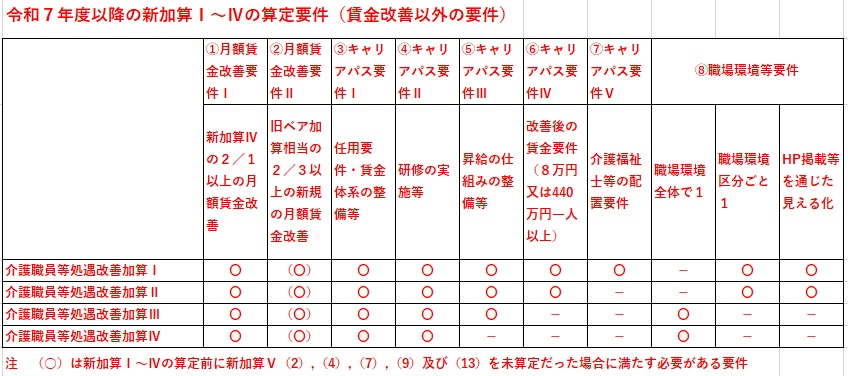 令和７年度以降の新加算Ⅰ～Ⅳの算定要件（賃金改善以外の要件）
①月額賃金改善要件Ⅰ ②月額賃金改善要件Ⅱ ③キャリアパス要件Ⅰ ④キャリアパス要件Ⅱ ⑤キャリアパス要件Ⅲ ⑥キャリアパス要件Ⅳ ⑦キャリアパス要件Ⅴ ⑧職場環境等要件
新加算Ⅳの２／１以上の月額賃金改善 旧ベア加算相当の２／３以上の新規の月額賃金改善 任用要件・賃金体系の整備等 研修の実施等 昇給の仕組みの整備等 改善後の賃金要件（８万円又は440万円一人以上） 介護福祉士等の配置要件 職場環境全体で1 職場環境区分ごと1 HP掲載等を通じた見える化
介護職員等処遇改善加算Ⅰ 〇 （〇） 〇 〇 〇 〇 〇 － 〇 〇
介護職員等処遇改善加算Ⅱ 〇 （〇） 〇 〇 〇 〇 － － 〇 〇
介護職員等処遇改善加算Ⅲ 〇 （〇） 〇 〇 〇 － － 〇 － －
介護職員等処遇改善加算Ⅳ 〇 （〇） 〇 〇 － － － 〇 － －
注　（〇）は新加算Ⅰ～Ⅳの算定前に新加算Ⅴ（2）,（4）,（7）,（9）及び（13）を未算定だった場合に満たす必要がある要件